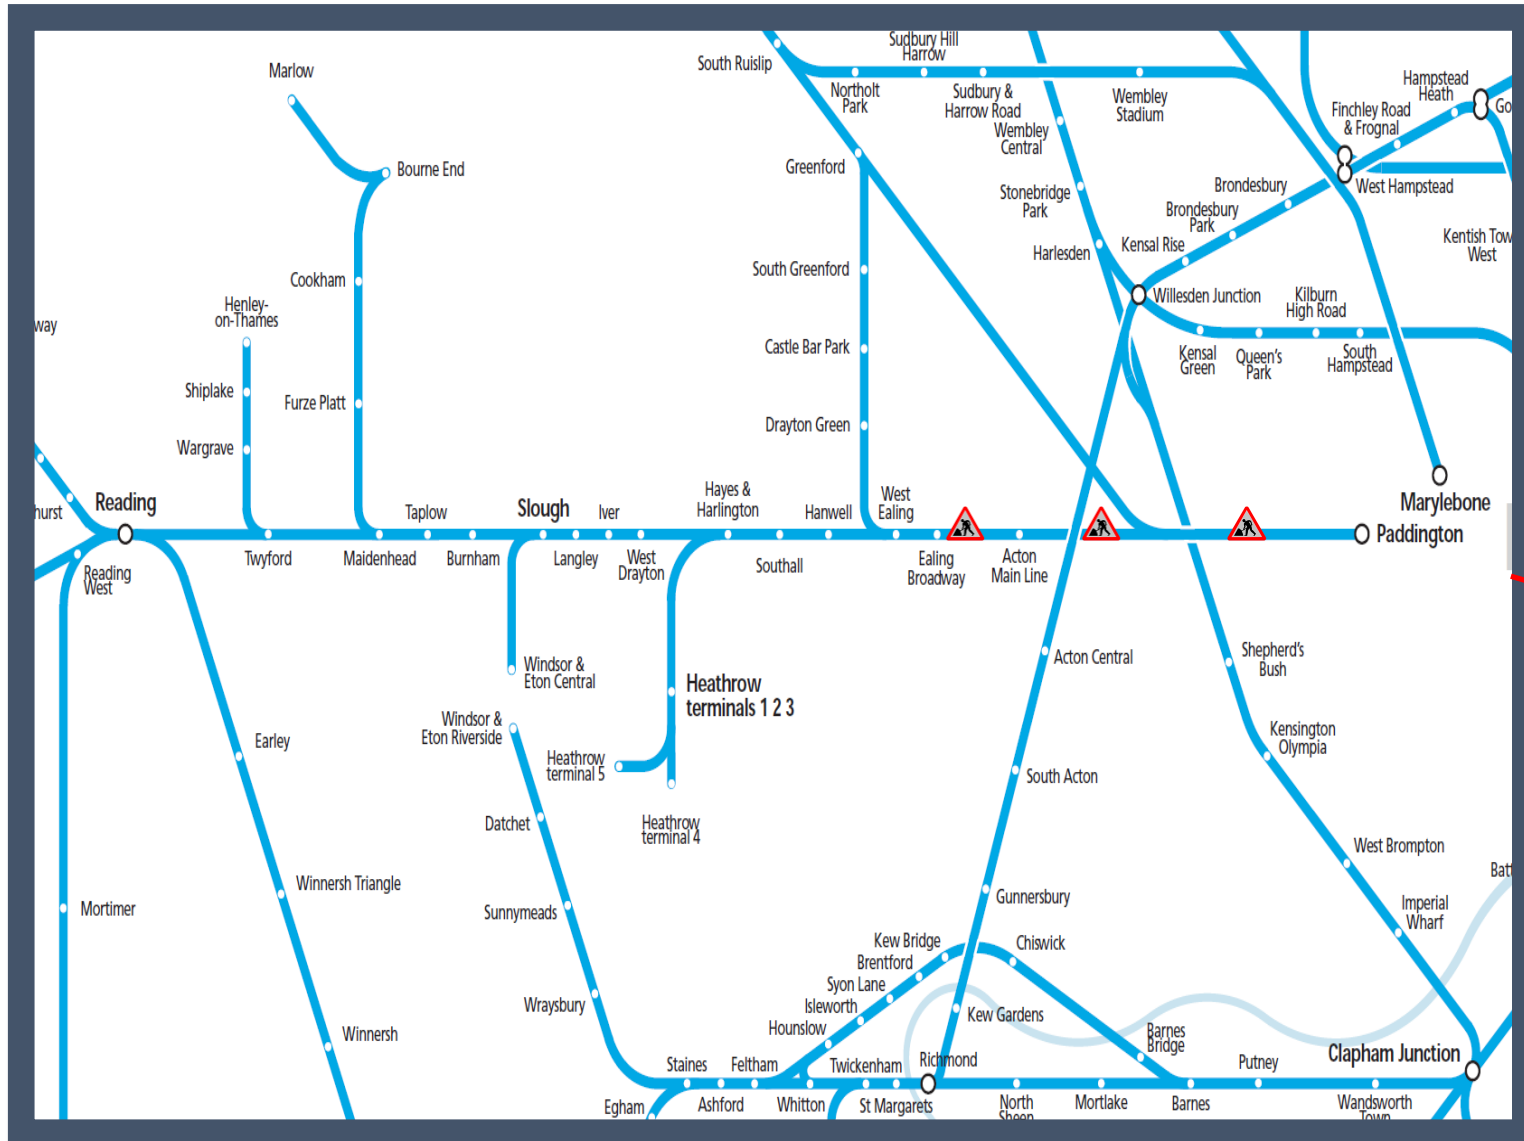 Marlow
Bourne End
Cookham
Furze Platt
Henley-
on-Thames
Shiplake
Wargrave
way
hurst
Reading
Reading
West
Twyford
Maidenhead
Taplow
Burnham
Slough
Langley
Iver
West
Drayton
Hayes &
Harlington
Southall
Hanwell
West
Ealing
Ealing
Broadway
Acton
Main Line
Paddington
Marylebone
South Ruislip
Northolt
Park
Sudbury Hill
Harrow
Sudbury &
Harrow Road
Wembley
Stadium
Wembley
Central
Greenford
South Greenford
Castle Bar Park
Drayton Green
Stonebridge
Park
Harlesden
Willesden Junction
Kensal Rise
Brondesbury
Park
Brondesbury
West Hampstead
Finchley Road
& Frognal
Hampstead
Heath
Go
Kentish Tow
West
Kensal
Green
Queen's
Park
Kilburn
High Road
South
Hampstead
Windsor &
Eton Central
Windsor &
Eton Riverside
Heathrow
terminals 1 2 3
Heathrow
terminal 5
Heathrow
terminal 4
Earley
Winnersh Triangle
Winnersh
Mortimer
Datchet
Sunnymeads
Wraysbury
Staines
Egham
Ashford
Feltham
Whitton
Hounslow
Isleworth
Syon Lane
Brentford
Kew Bridge
Chiswick
Barnes
Bridge
Twickenham
St Margarets
Richmond
North
Sheen
Mortlake
Barnes
Putney
Wandsworth
Town
Clapham Junction
Acton Central
South Acton
Gunnersbury
Kew Gardens
Shepherd's
Bush
Kensington
Olympia
West Brompton
Imperial
Wharf
Batt